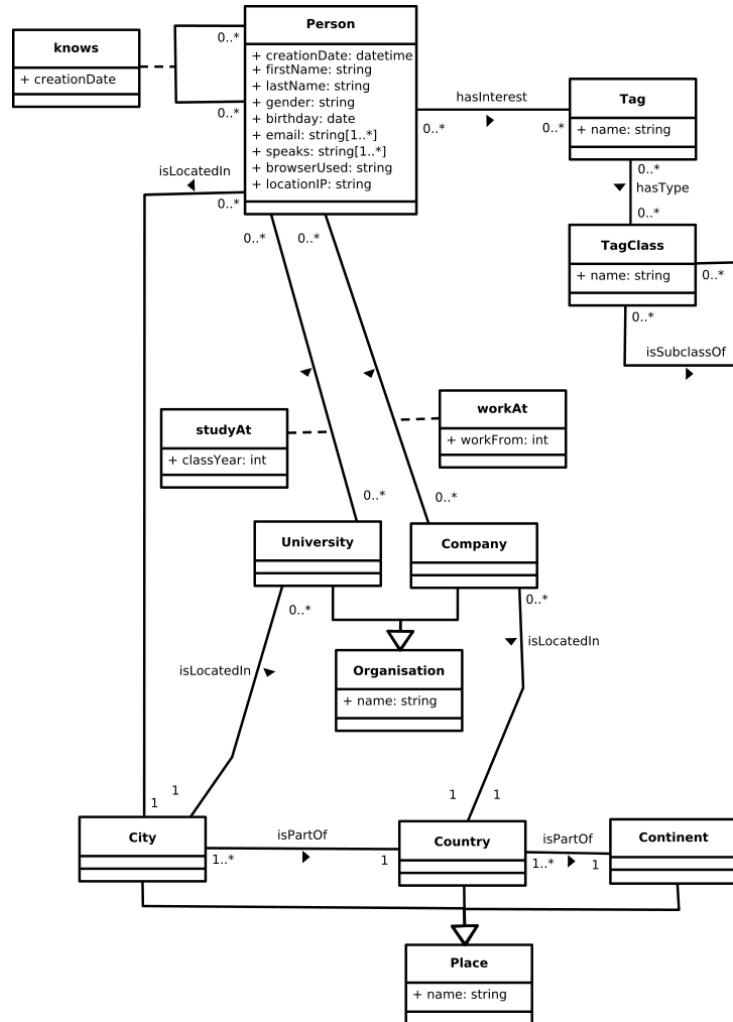 Person
0..*
knows
+ creationDate
+ creationDate: datetime
+ firstName: string
+ lastName: string
+ gender: string
+ birthday: date
+ email: string[1..*]
+ speaks: string[1..*]
+ browserUsed: string
+ locationIP: string
0..*
hasInterest
0..*
0..*
Tag
+ name: string
isLocatedIn
0..*
0..*
hasType
0..*
0..*
0..*
TagClass
+ name: string
0..*
0..*
isSubclassOf
studyAt
+ classYear: int
workAt
+ workFrom: int
0..*
0..*
University
Company
0..*
0..*
isLocatedIn
isLocatedIn
Organisation
+ name: string
1
1
1
1
City
isPartOf
1..*
1
Country
isPartOf
1..*
1
Continent
Place
+ name: string